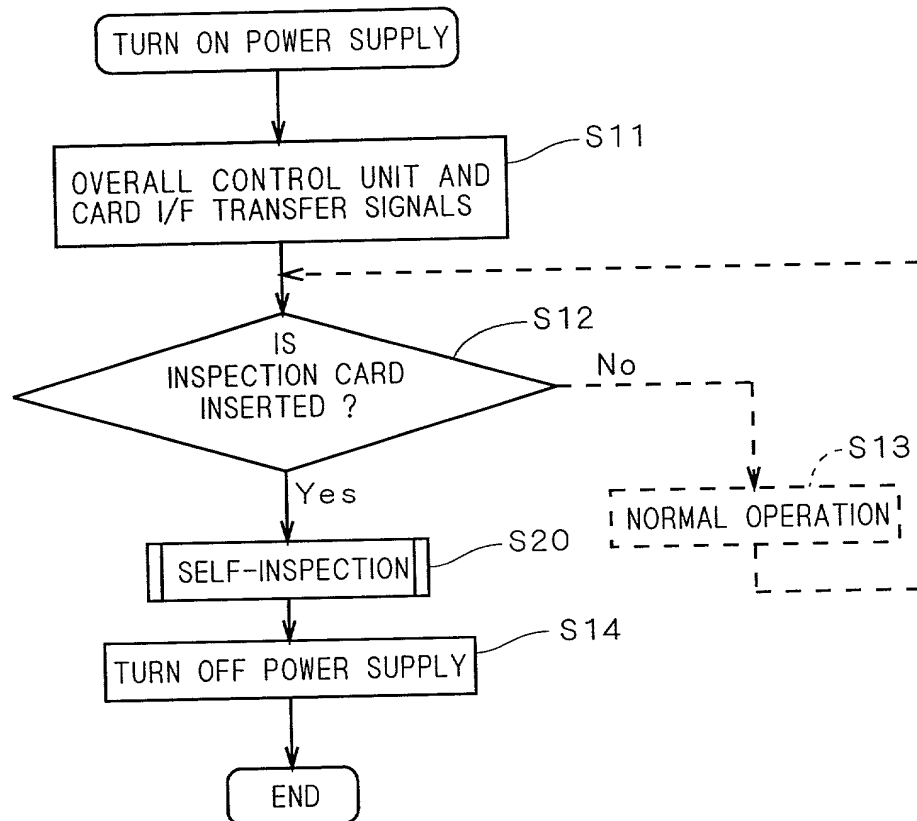 TURN ON POWER SUPPLY
S11
OVERALL CONTROL UNIT AND
CARD I/F TRANSFER SIGNALS
S12
IS
INSPECTION CARD
INSERTED ?
No
S13
NORMAL OPERATION
Yes
S20
SELF-INSPECTION
S14
TURN OFF POWER SUPPLY
END